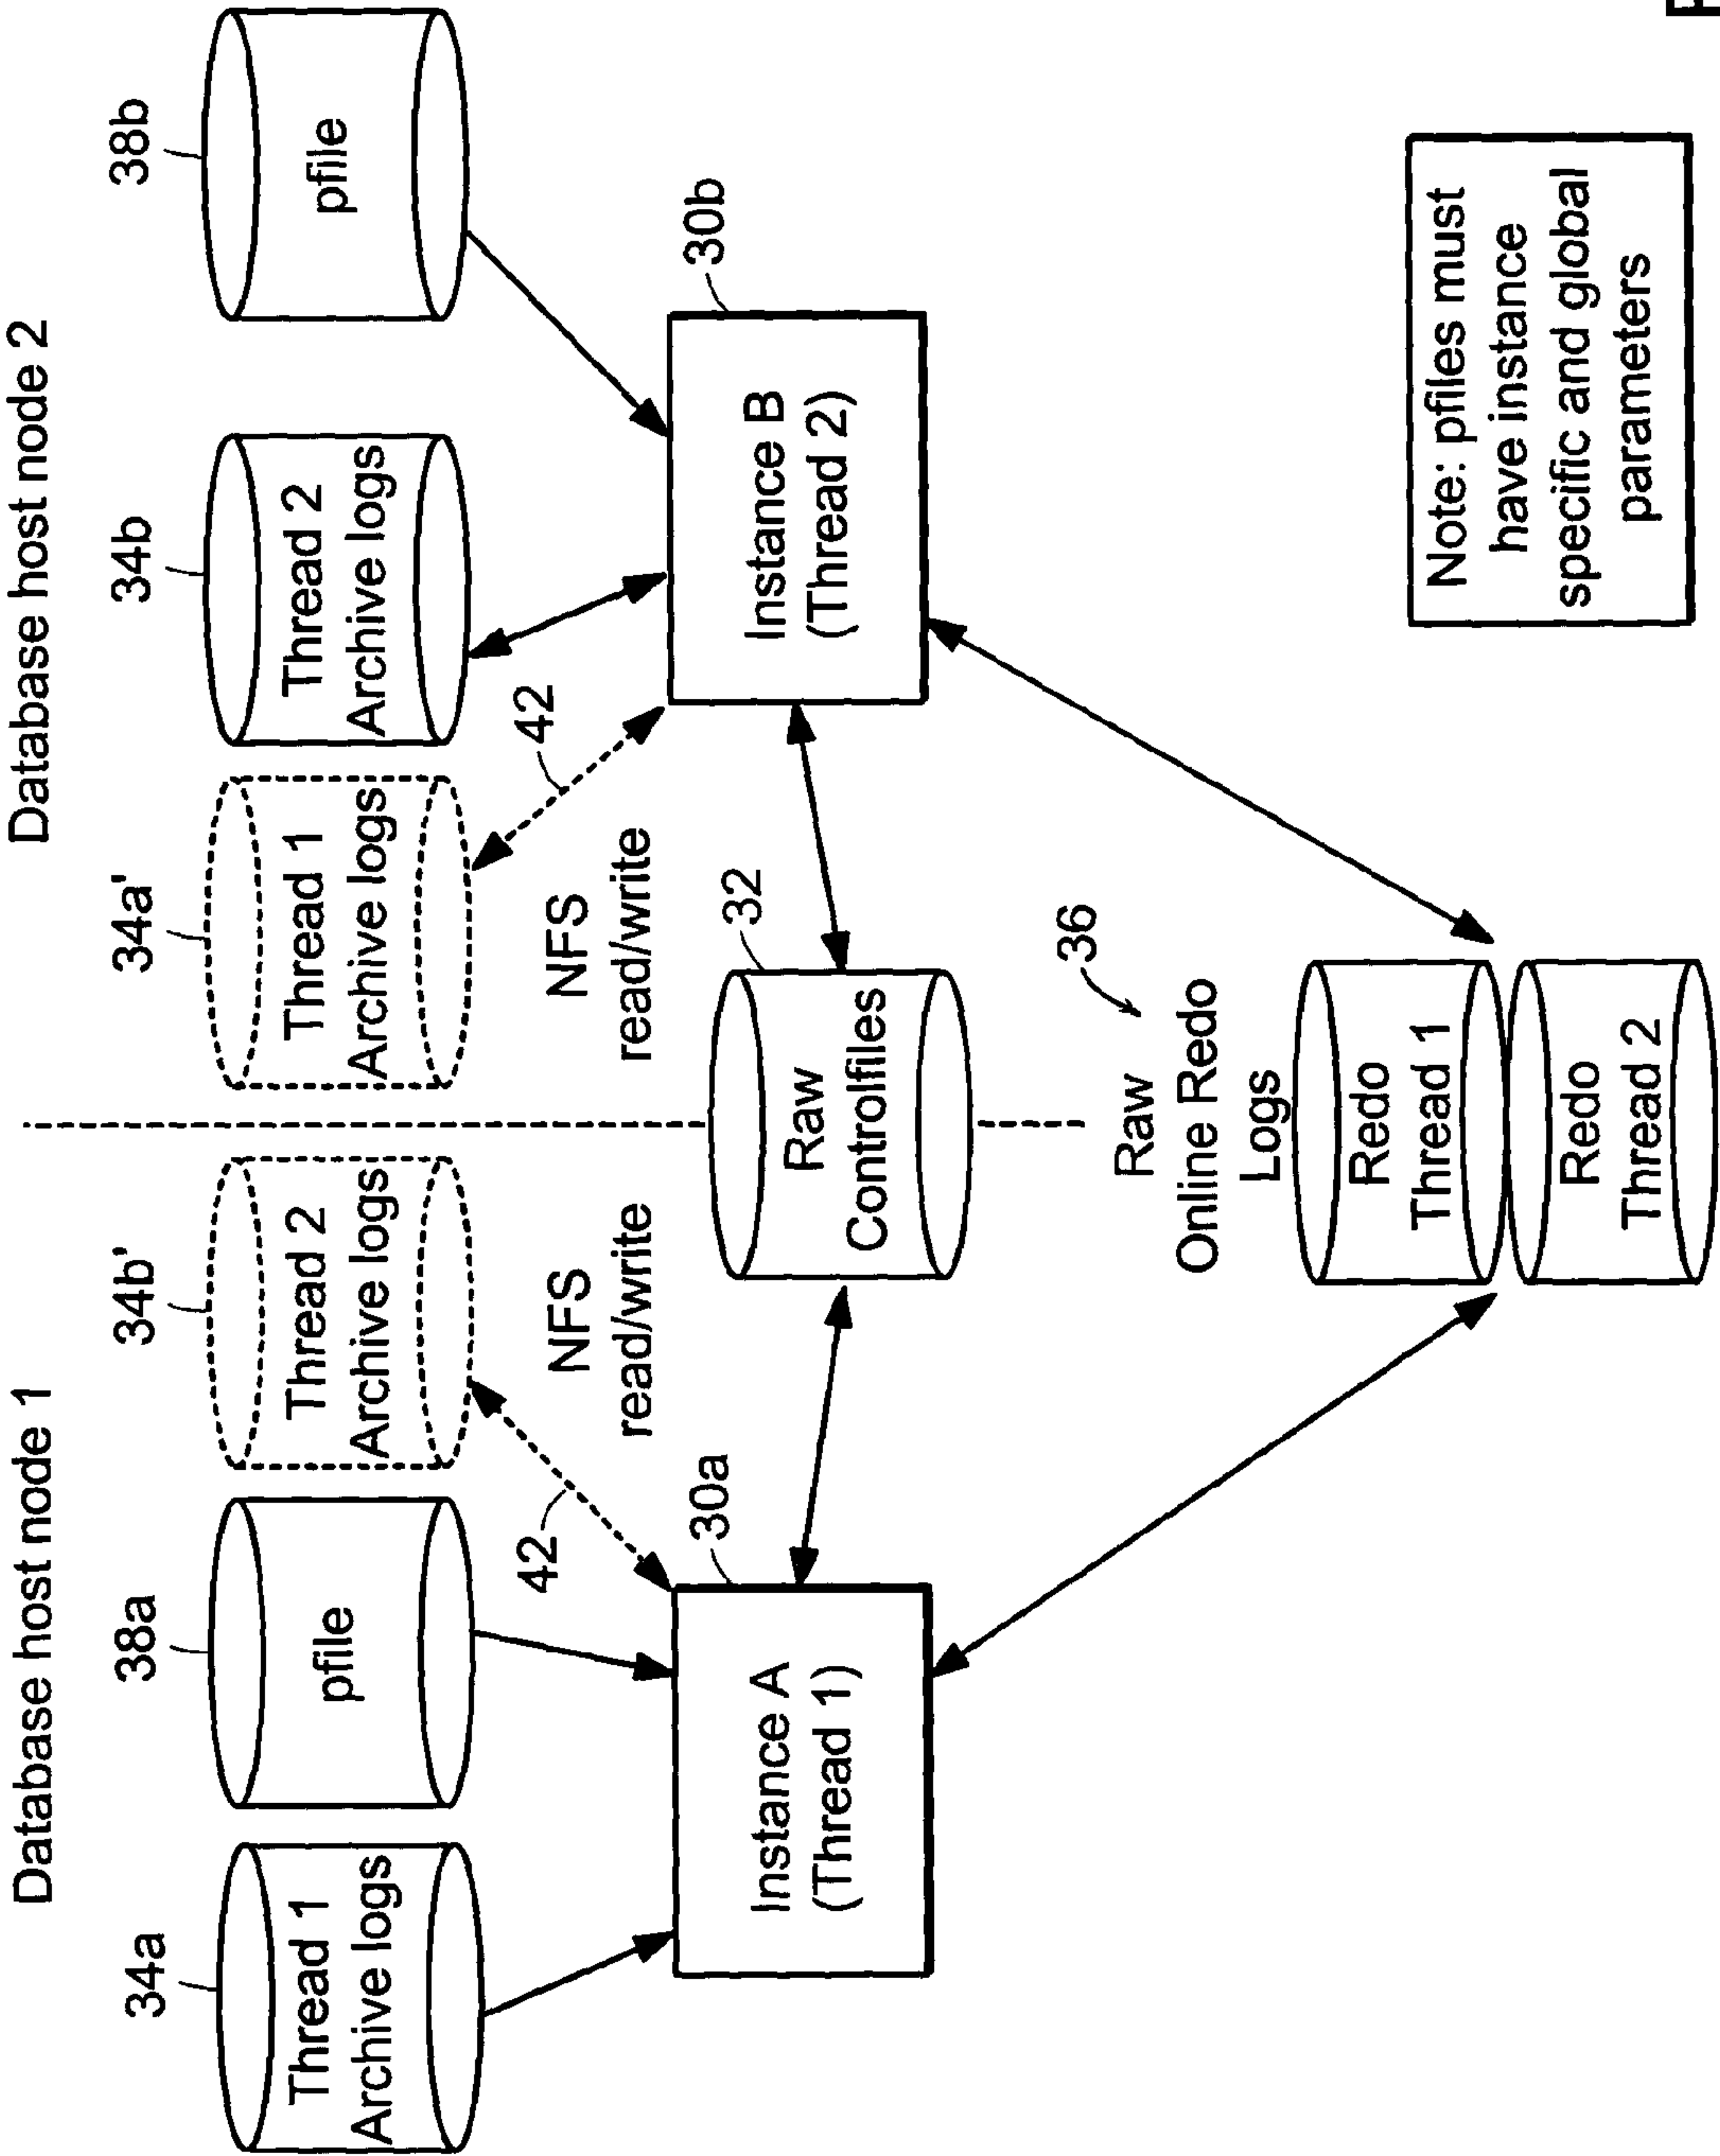 Database host node 1
Database host node 2
34a
38a
34b'
34a'
34b
38b
Thread 1
Archive logs
pfile
Thread 2
Archive logs
Thread 1
Archive logs
Thread 2
Archive logs
pfile
42
NFS
read/write
NFS
read/write
42
30a
Instance A
(Thread 1)
32
Raw
Controlfiles
30b
Instance B
(Thread 2)
36
Raw
Online Redo
Logs
Redo
Thread 1
Redo
Thread 2
Note: pfiles must
have instance
specific and global
parameters